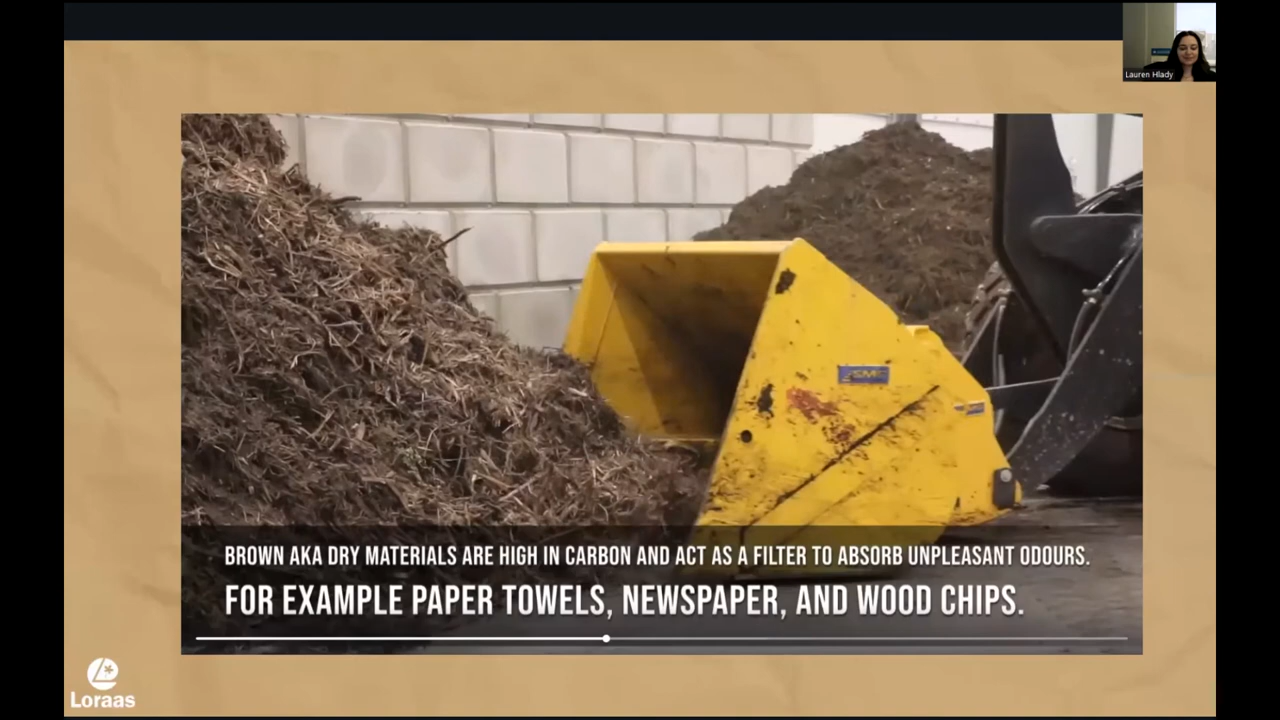 Lauren Hlady
SMF
BROWN AKA DRY MATERIALS ARE HIGH IN CARBON AND ACT AS A FILTER TO ABSORB UNPLEASANT ODOURS.
FOR EXAMPLE PAPER TOWELS, NEWSPAPER, AND WOOD CHIPS.
Loraas